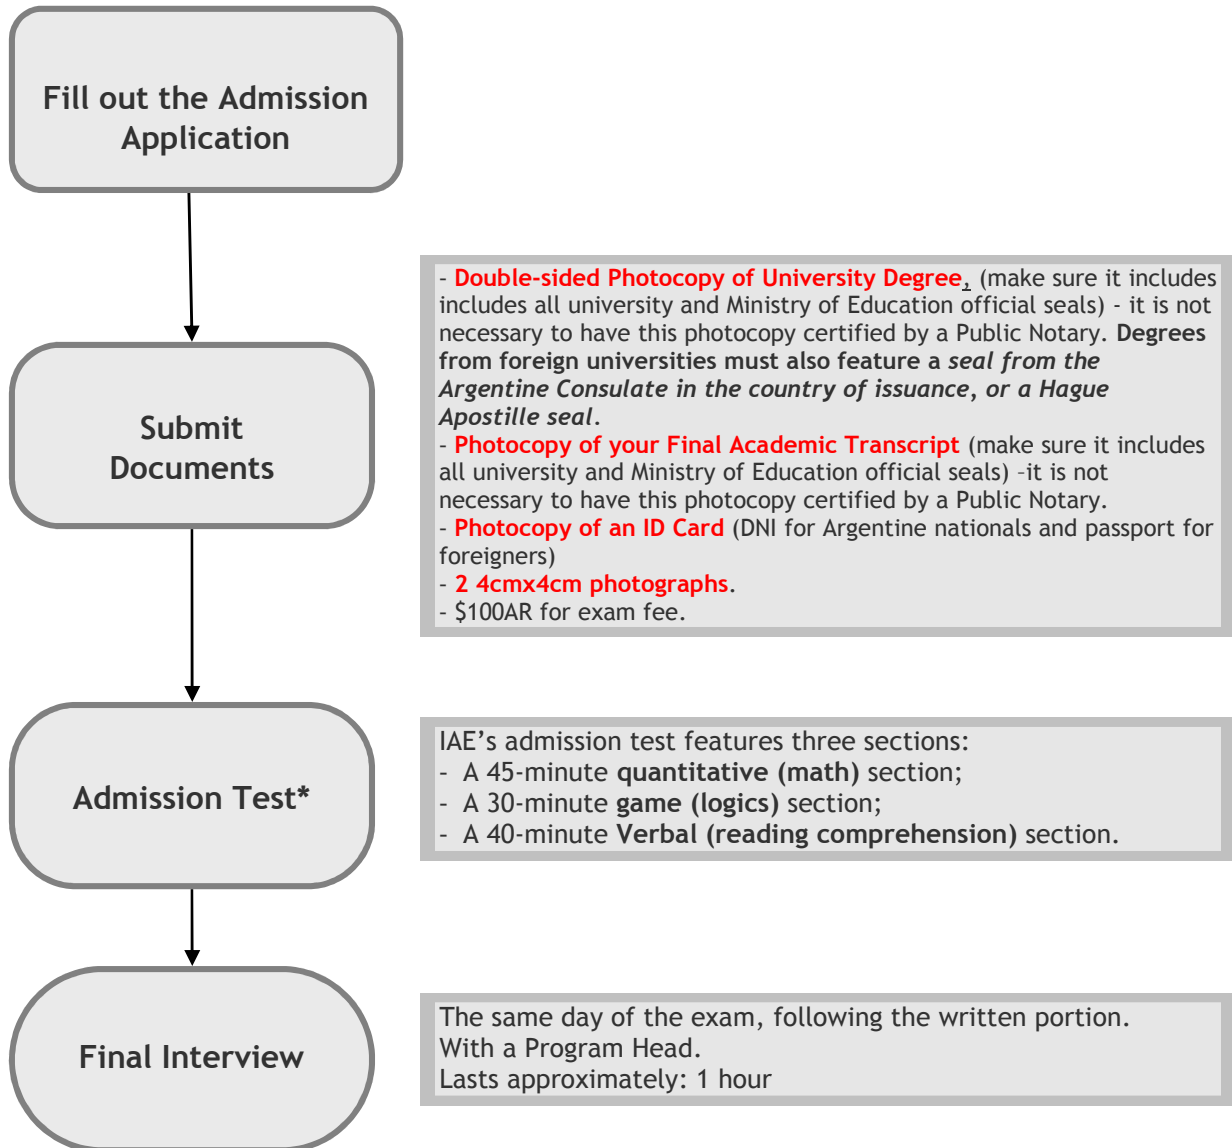 Fill out the Admission
Application
- Double-sided Photocopy of University Degree, (make sure it includes
includes all university and Ministry of Education official seals) - it is not
necessary to have this photocopy certified by a Public Notary. Degrees
from foreign universities must also feature a seal from the
Argentine Consulate in the country of issuance, or a Hague
Apostille seal.
- Photocopy of your Final Academic Transcript (make sure it includes
all university and Ministry of Education official seals) –it is not
necessary to have this photocopy certified by a Public Notary.
- Photocopy of an ID Card (DNI for Argentine nationals and passport for
foreigners)
- 2 4cmx4cm photographs.
- $100AR for exam fee.
Submit
Documents
IAE’s admission test features three sections:
- A 45-minute quantitative (math) section;
- A 30-minute game (logics) section;
- A 40-minute Verbal (reading comprehension) section.
Admission Test*
The same day of the exam, following the written portion.
With a Program Head.
Lasts approximately: 1 hour
Final Interview